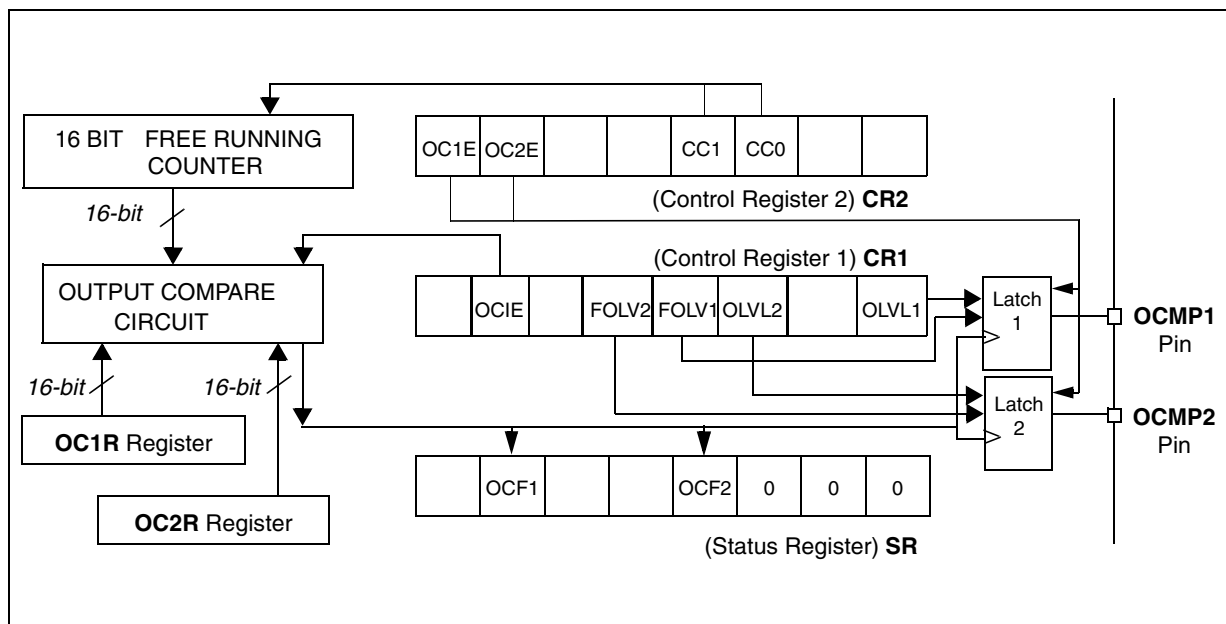 16 BIT FREE RUNNING
COUNTER
OC1E OC2E CC1 CC0
(Control Register 2) CR2
16-bit
(Control Register 1) CR1
OUTPUT COMPARE
CIRCUIT
OCIE FOLV2 FOLV1 OLVL2 OLVL1
Latch
1
OCMP1
Pin
16-bit
16-bit
Latch
2
OCMP2
Pin
OC1R Register
OCF1 OCF2 0 0 0
OC2R Register
(Status Register) SR